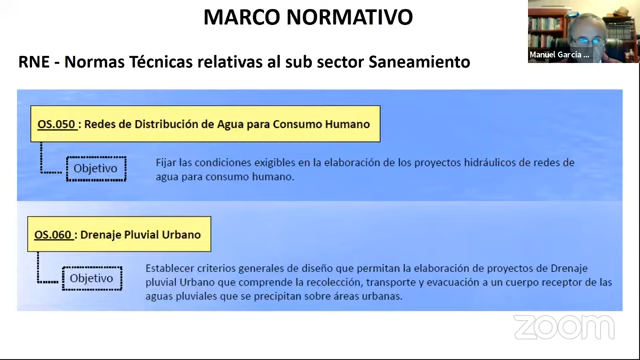 MARCO NORMATIVO
Manuel García ...
RNE - Normas Técnicas relativas al sub sector Saneamiento
OS.050 : Redes de Distribución de Agua para Consumo Humano
Objetivo
Fijar las condiciones exigibles en la elaboración de los proyectos hidráulicos de redes de
agua para consumo humano.
OS.060 : Drenaje Pluvial Urbano
Objetivo
Establecer criterios generales de diseño que permitan la elaboración de proyectos de Drenaje
pluvial Urbano que comprende la recolección, transporte y evacuación a un cuerpo receptor de las
aguas pluviales que se precipitan sobre áreas urbanas.
zoom